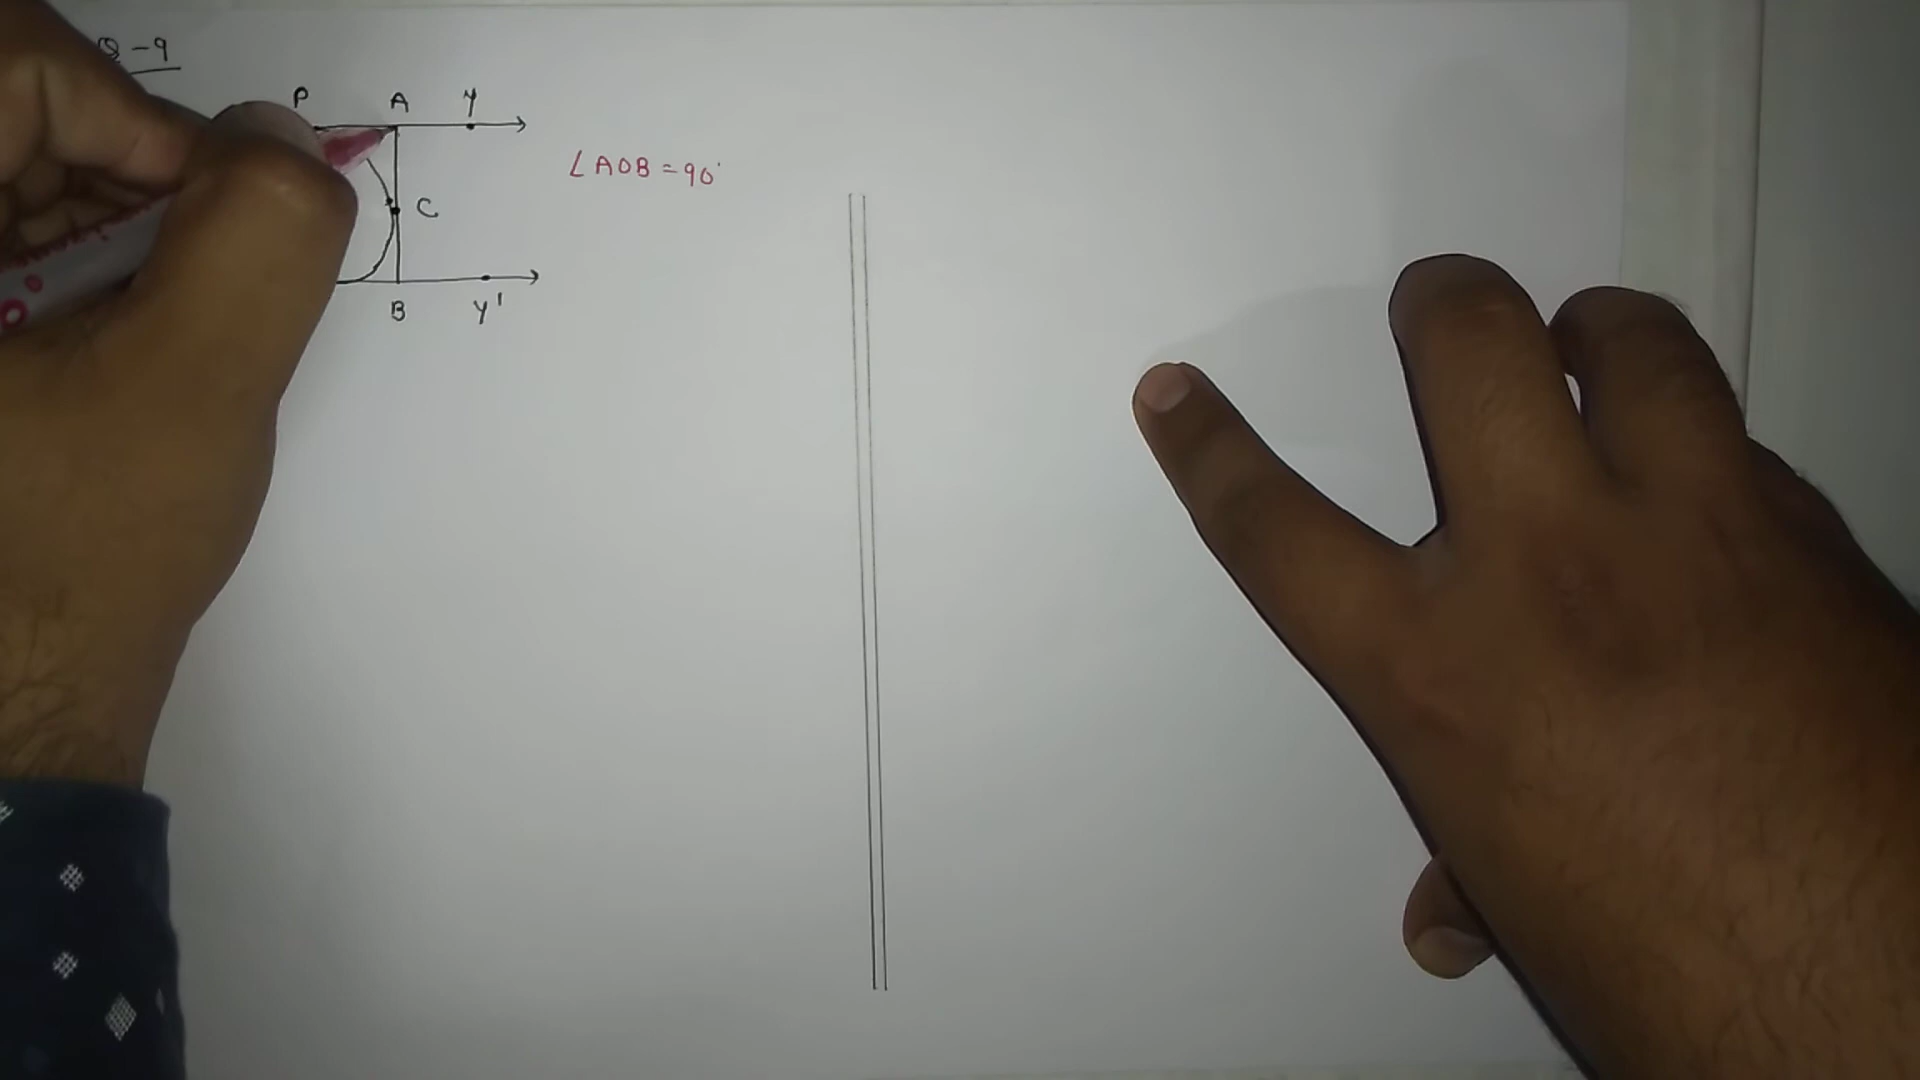 Q-9
P A Y
∠AOB = 90°
C
B Y'